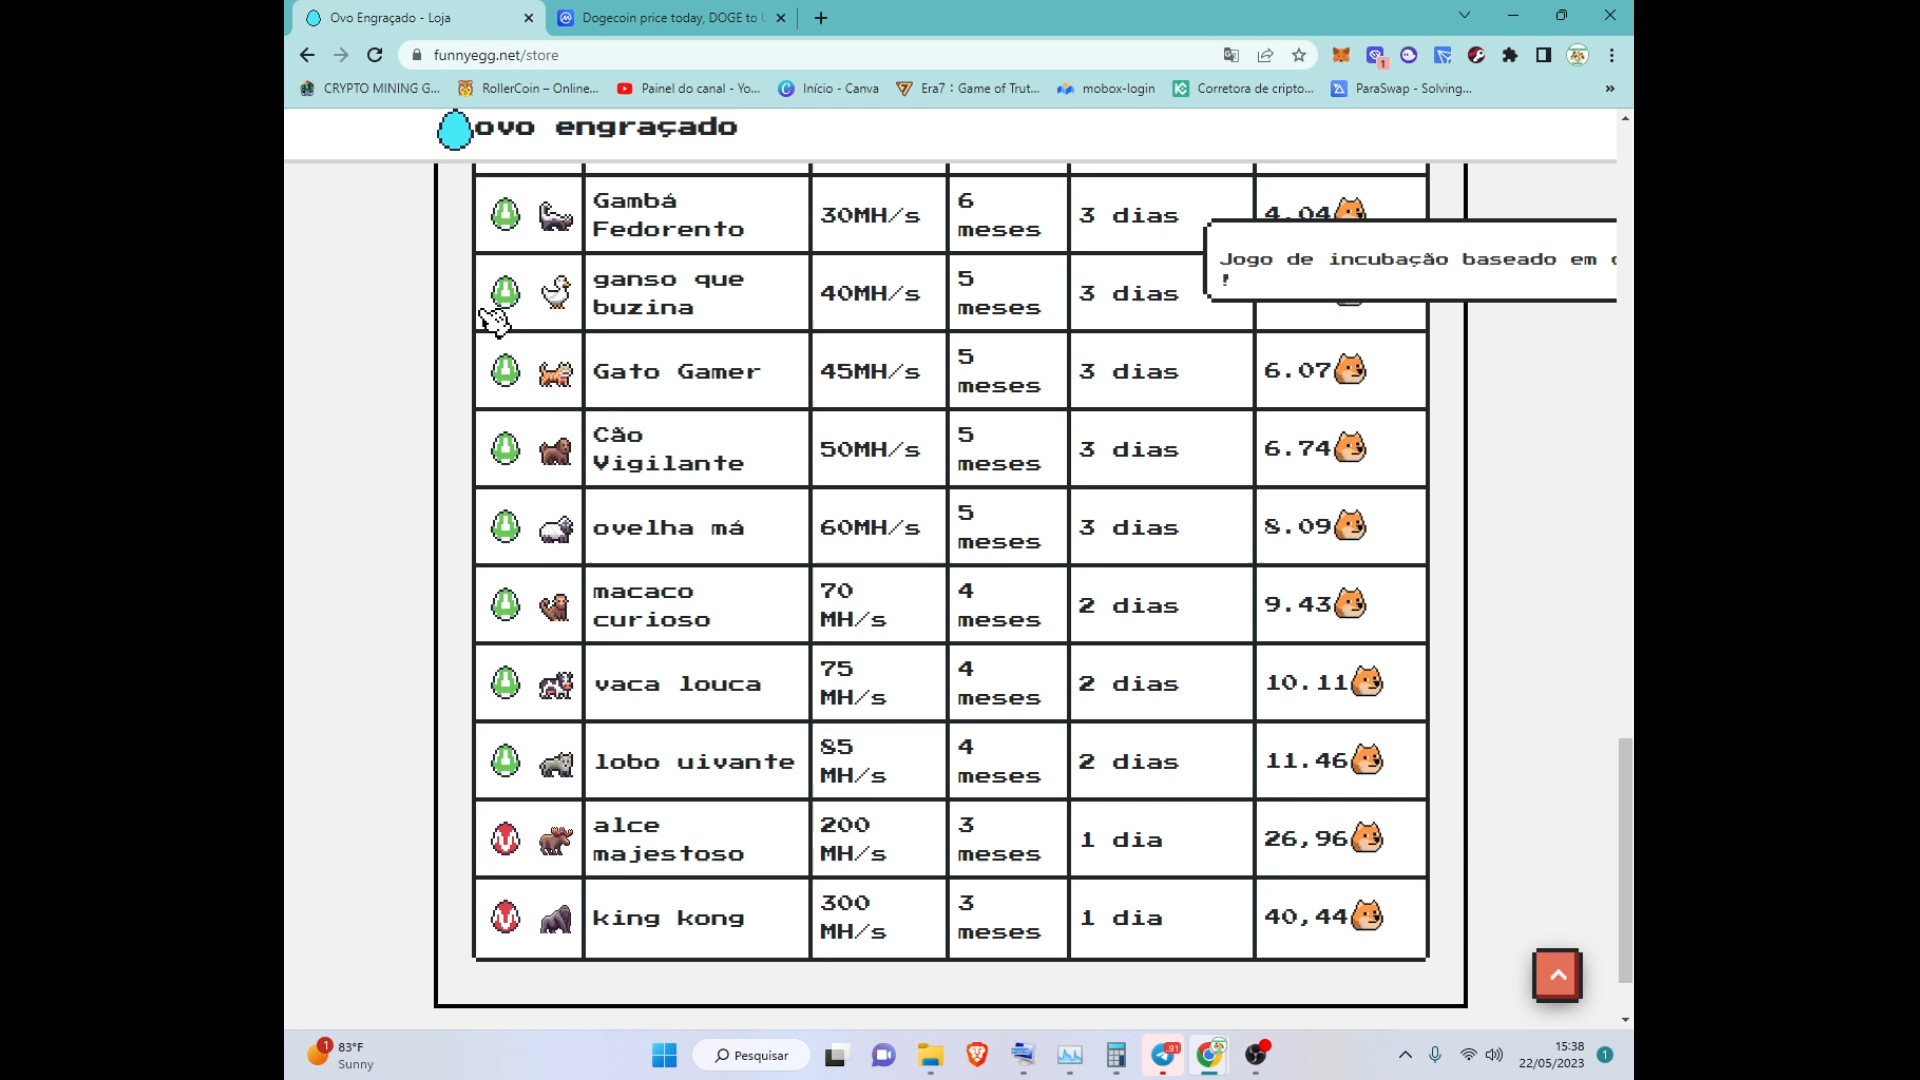 Ovo Engraçado - Loja
Dogecoin price today, DOGE to
funnyegg.net/store
1
CRYPTO MINING G...
RollerCoin – Online...
Painel do canal - Yo...
Início - Canva
Era7 : Game of Trut...
mobox-login
Corretora de cripto...
ParaSwap - Solving...
»
ovo engraçado
Gambá
Fedorento
30MH/s
6
meses
3 dias
4.04
Jogo de incubação baseado em
!
ganso que
buzina
40MH/s
5
meses
3 dias
Gato Gamer
45MH/s
5
meses
3 dias
6.07
Cão
Vigilante
50MH/s
5
meses
3 dias
6.74
ovelha má
60MH/s
5
meses
3 dias
8.09
macaco
curioso
70
MH/s
4
meses
2 dias
9.43
vaca louca
75
MH/s
4
meses
2 dias
10.11
lobo uivante
85
MH/s
4
meses
2 dias
11.46
alce
majestoso
200
MH/s
3
meses
1 dia
26,96
king kong
300
MH/s
3
meses
1 dia
40,44
1
83°F
Sunny
Pesquisar
91
15:38
22/05/2023
1